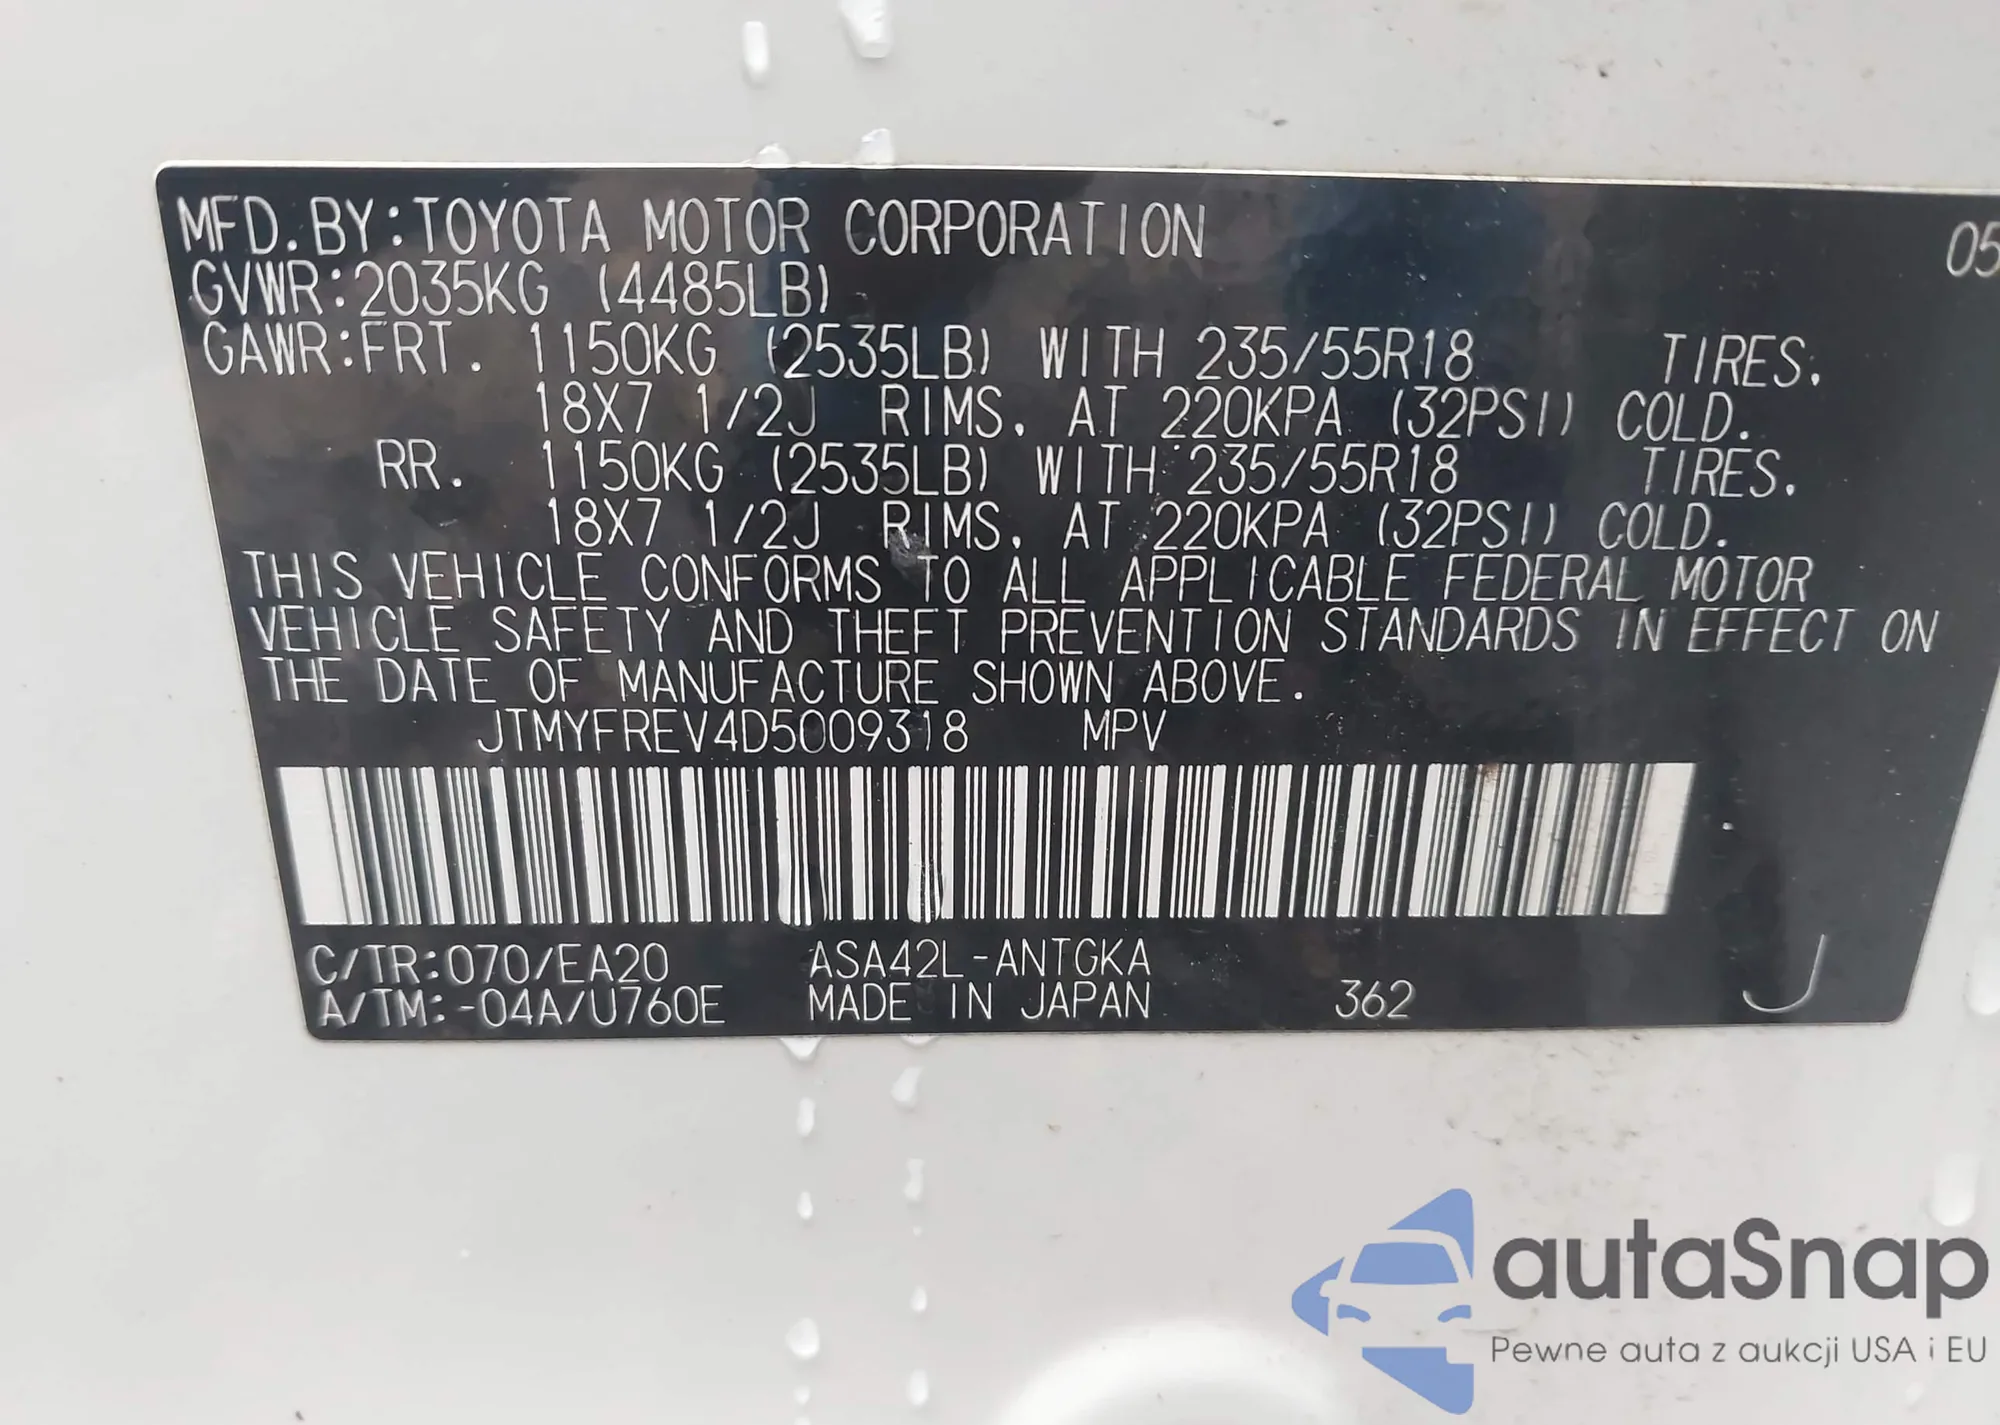 MFD.BY:TOYOTA MOTOR CORPORATION 05
GVWR:2035KG (4485LB)
GAWR:FRT. 1150KG (2535LB) WITH 235/55R18 TIRES.
18X7 1/2J RIMS. AT 220KPA (32PSI) COLD.
RR. 1150KG (2535LB) WITH 235/55R18 TIRES.
18X7 1/2J RIMS. AT 220KPA (32PSI) COLD.
THIS VEHICLE CONFORMS TO ALL APPLICABLE FEDERAL MOTOR
VEHICLE SAFETY AND THEFT PREVENTION STANDARDS IN EFFECT ON
THE DATE OF MANUFACTURE SHOWN ABOVE.
JTMYFREV4D5009318 MPV
C/TR:070/EA20 ASA42L-ANTGKA
A/TM:-04A/U760E MADE IN JAPAN 362 J
autaSnap
Pewne auta z aukcji USA i EU